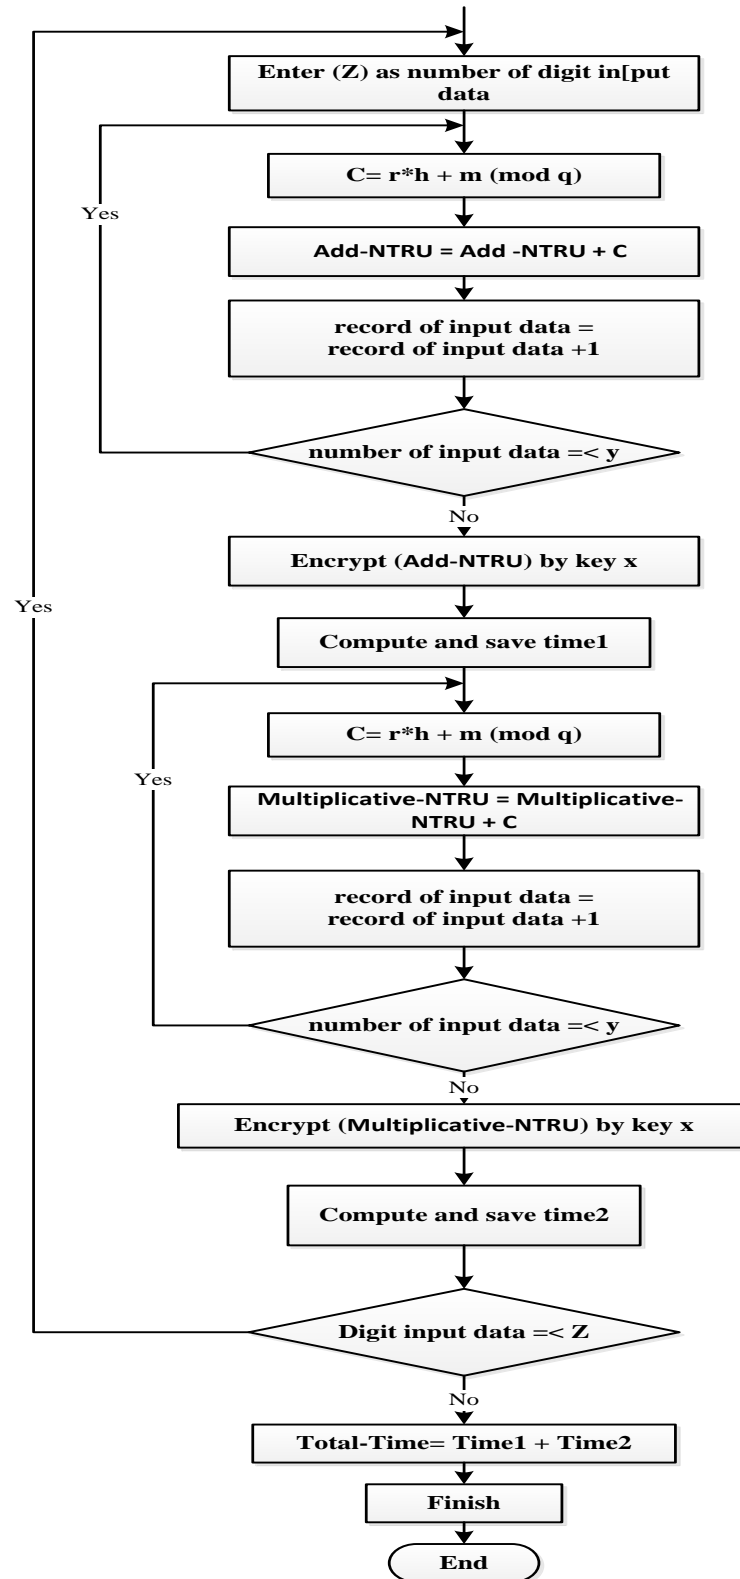 Enter (Z) as number of digit in[put
data
C= r*h + m (mod q)
Yes
Add-NTRU = Add -NTRU + C
record of input data =
record of input data +1
number of input data =< y
No
Encrypt (Add-NTRU) by key x
Yes
Compute and save time1
C= r*h + m (mod q)
Yes
Multiplicative-NTRU = Multiplicative-
NTRU + C
record of input data =
record of input data +1
number of input data =< y
No
Encrypt (Multiplicative-NTRU) by key x
Compute and save time2
Digit input data =< Z
No
Total-Time= Time1 + Time2
Finish
End